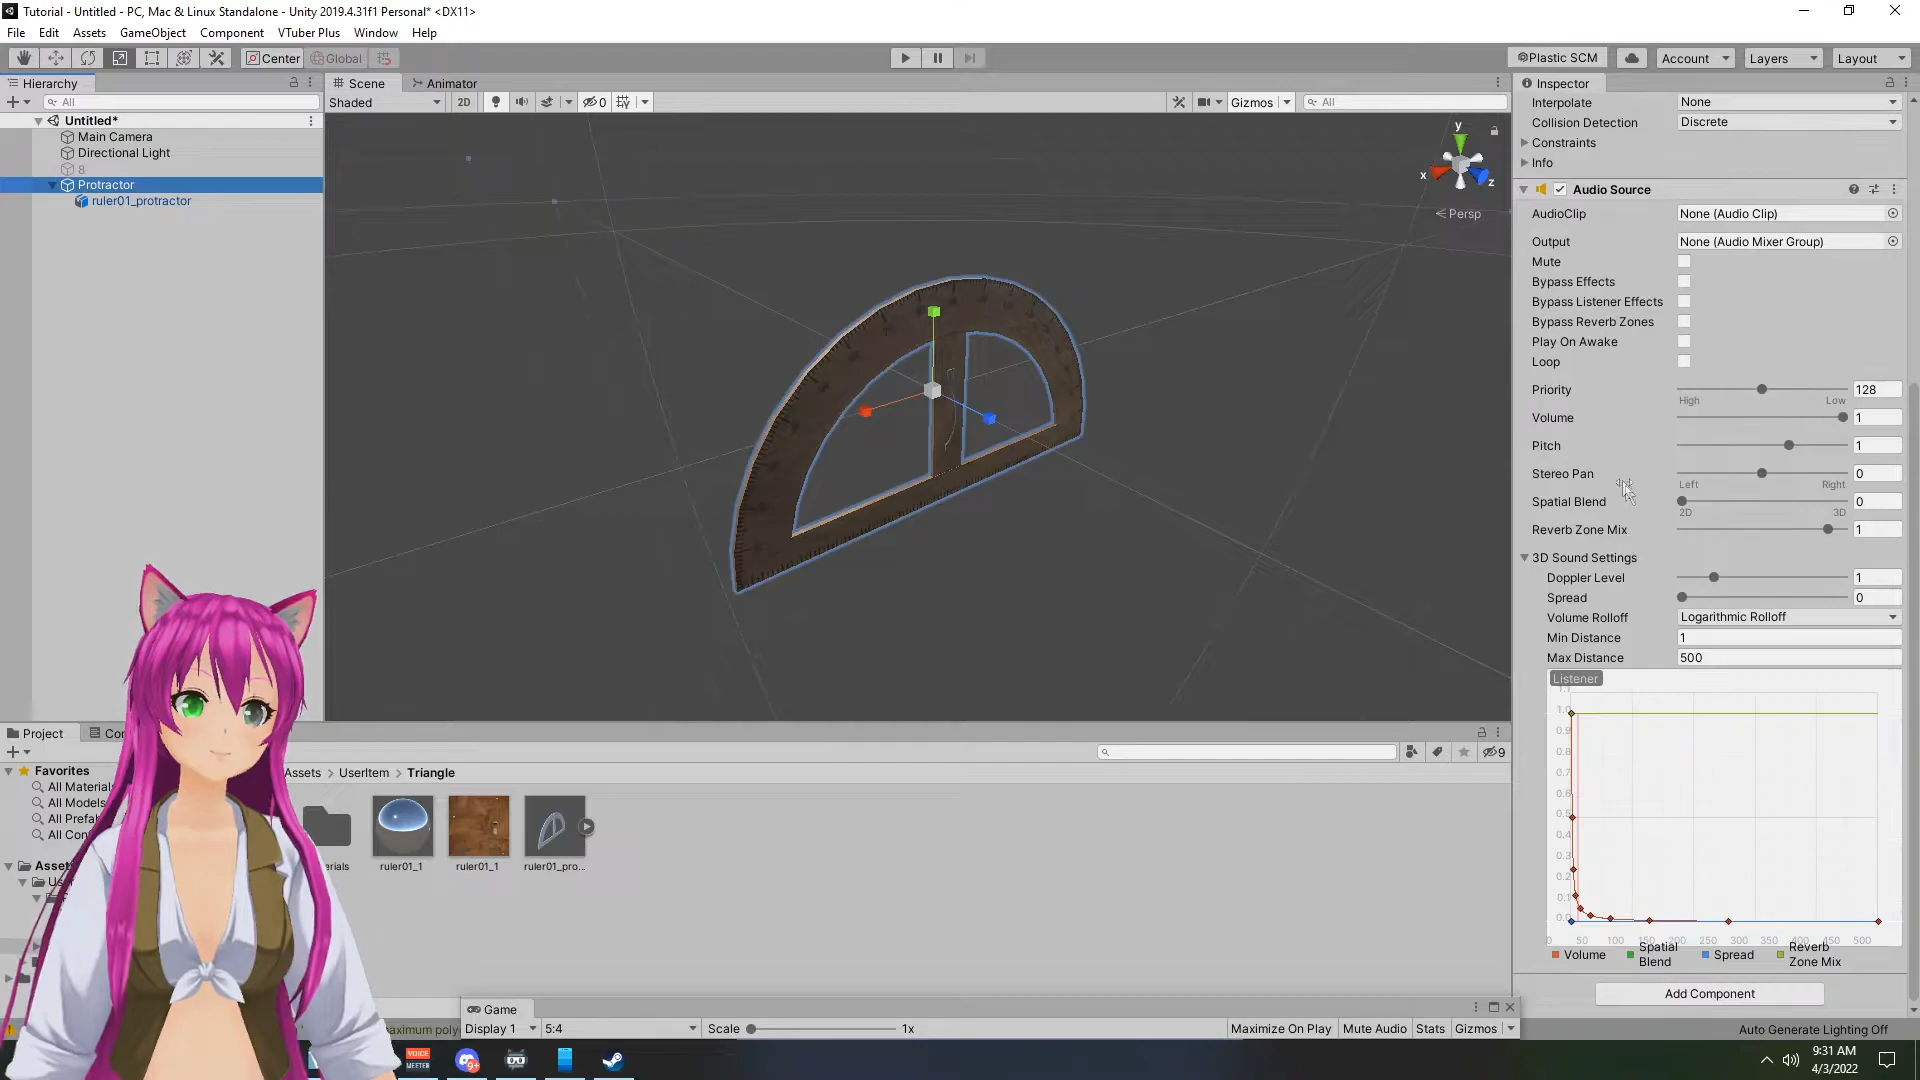 Tutorial - Untitled - PC, Mac & Linux Standalone - Unity 2019.4.31f1 Personal* <DX11>
File Edit Assets GameObject Component VTuber Plus Window Help
Center Global Plastic SCM Account Layers Layout
Hierarchy
All
Untitled*
Main Camera
Directional Light
8
Protractor
ruler01_protractor
Scene Animator
Shaded 2D 0 Gizmos All
y
x
z
Persp
Inspector
Interpolate None
Collision Detection Discrete
Constraints
Info
Audio Source
AudioClip None (Audio Clip)
Output None (Audio Mixer Group)
Mute
Bypass Effects
Bypass Listener Effects
Bypass Reverb Zones
Play On Awake
Loop
Priority 128
High Low
Volume 1
Pitch 1
Stereo Pan 0
Left Right
Spatial Blend 0
2D 3D
Reverb Zone Mix 1
3D Sound Settings
Doppler Level 1
Spread 0
Volume Rolloff Logarithmic Rolloff
Min Distance 1
Max Distance 500
Listener
1.1
1.0
0.9
0.8
0.7
0.6
0.5
0.4
0.3
0.2
0.1
0.0
0 50 100 150 200 250 300 350 400 450 500
Volume Spatial Blend Spread Reverb Zone Mix
Add Component
Auto Generate Lighting Off
Project Con
9
Favorites
All Material
All Models
All Prefa
All Con
Asset
Us
Assets > UserItem > Triangle
erials ruler01_1 ruler01_1 ruler01_pro...
Game
Display 1 5:4 Scale 1x Maximize On Play Mute Audio Stats Gizmos
aximum poly
VOICE
MEETER
9+
9:31 AM
4/3/2022